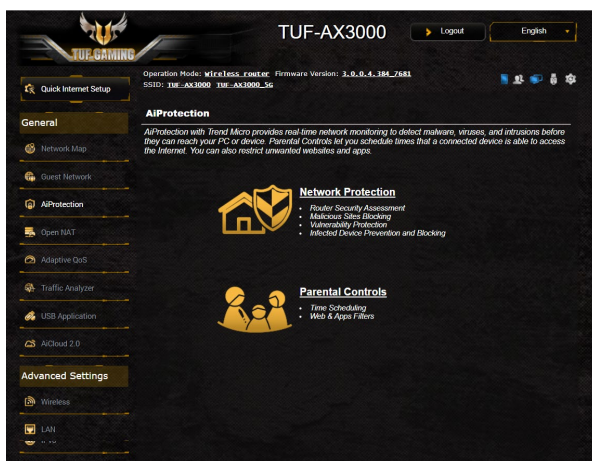 TUF GAMING
TUF-AX3000
Logout
English
Quick Internet Setup
Operation Mode: Wireless router Firmware Version: 3.0.0.4.384_7681
SSID: TUF-AX3000 TUF-AX3000_5G
General
Network Map
Guest Network
AiProtection
Open NAT
Adaptive QoS
Traffic Analyzer
USB Application
AiCloud 2.0
Advanced Settings
Wireless
LAN
AiProtection
AiProtection with Trend Micro provides real-time network monitoring to detect malware, viruses, and intrusions before
they can reach your PC or device. Parental Controls let you schedule times that a connected device is able to access
the Internet. You can also restrict unwanted websites and apps.
Network Protection
• Router Security Assessment
• Malicious Sites Blocking
• Vulnerability Protection
• Infected Device Prevention and Blocking
Parental Controls
• Time Scheduling
• Web & Apps Filters